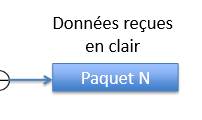 Données reçues
en clair
Paquet N